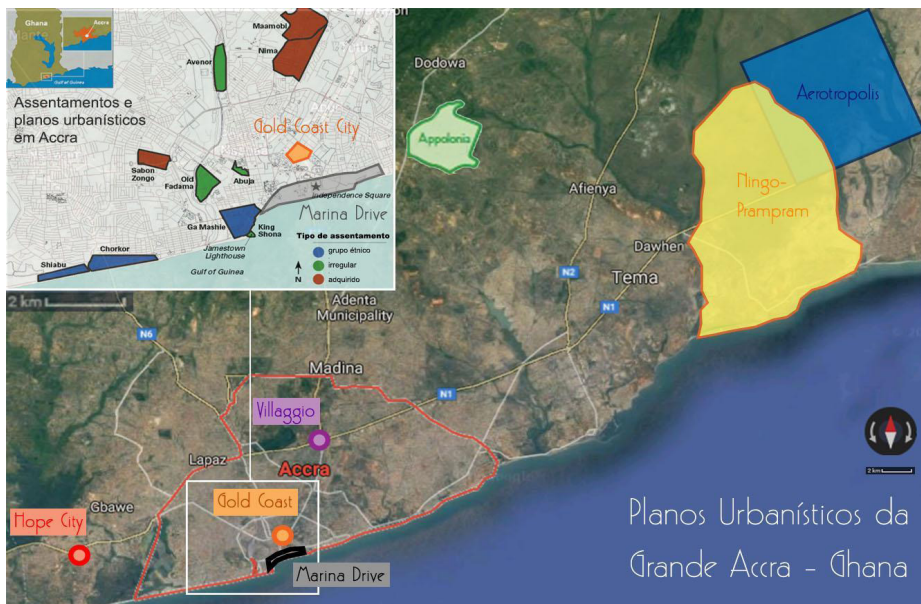 Ghana
Accra
Gulf of Guinea
Assentamentos e
planos urbanísticos
em Accra
Maamobi
Nima
Avenor
Gold Coast City
Sabon
Zongo
Old
Fadama
Abuja
Independence Square
Marina Drive
Ga Mashie
King
Shona
Jamestown
Lighthouse
Gulf of Guinea
Chorkor
Shiabu
Tipo de assentamento
grupo étnico
irregular
adquirido
N
2 km
Dodowa
Appolonia
Aerotropolis
Ningo-
Prampram
Afienya
Dawhen
Tema
N2
N1
Adenta
Municipality
N6
Madina
N1
Villaggio
Lapaz
Accra
Gbawe
Gold Coast
Hope City
Marina Drive
2 km
Planos Urbanísticos da
Grande Accra - Ghana